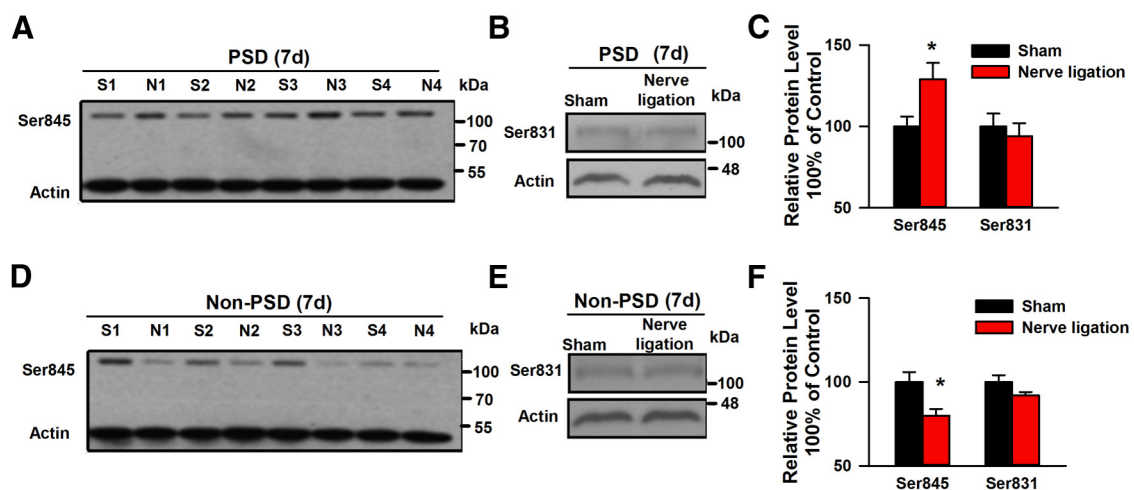 A
PSD (7d)
S1 N1 S2 N2 S3 N3 S4 N4 kDa
Ser845
100
70
55
Actin
B
PSD (7d)
Sham Nerve ligation kDa
Ser831
100
48
Actin
C
Relative Protein Level
100% of Control
150
100
50
*
Sham
Nerve ligation
Ser845 Ser831
D
Non-PSD (7d)
S1 N1 S2 N2 S3 N3 S4 N4 kDa
Ser845
100
70
55
Actin
E
Non-PSD (7d)
Sham Nerve ligation kDa
Ser831
100
48
Actin
F
Relative Protein Level
100% of Control
150
100
50
*
Sham
Nerve ligation
Ser845 Ser831